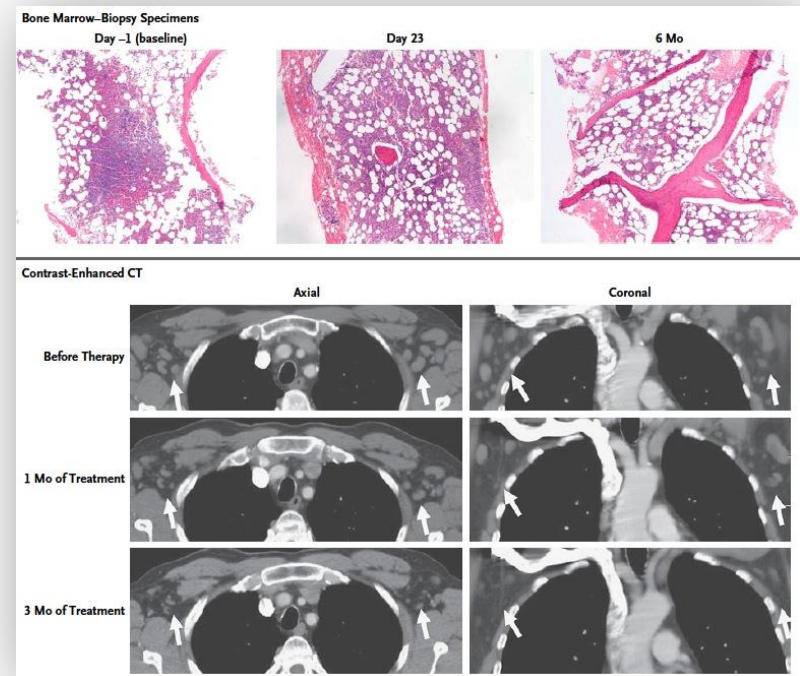 Bone Marrow–Biopsy Specimens
Day –1 (baseline)
Day 23
6 Mo
Contrast-Enhanced CT
Axial
Coronal
Before Therapy
1 Mo of Treatment
3 Mo of Treatment